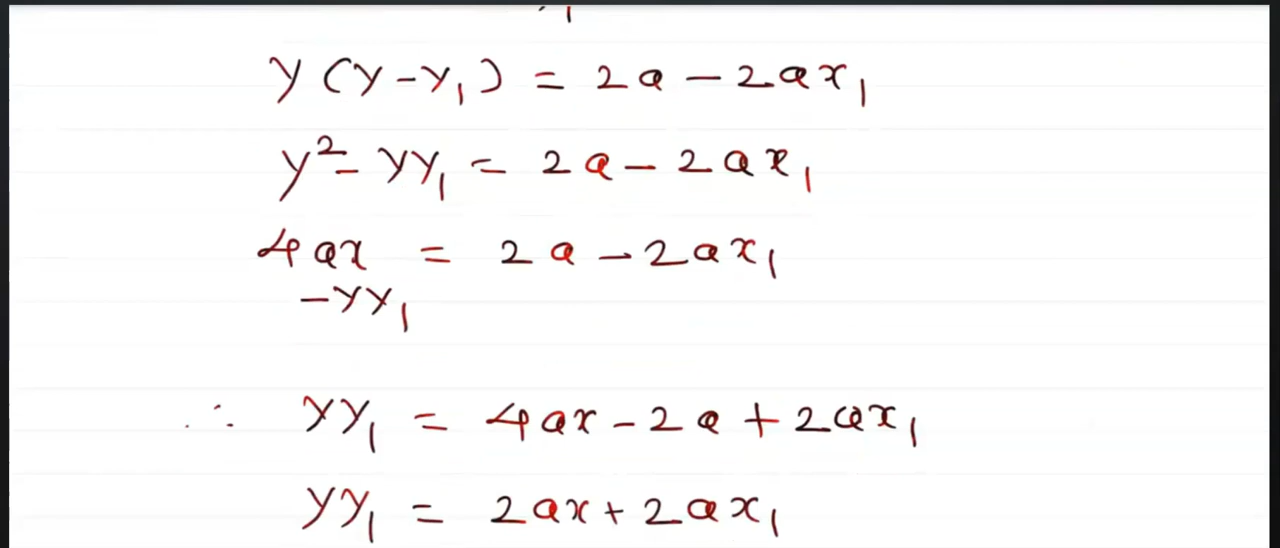 y (y - y₁) = 2a - 2ax₁
y² - yy₁ = 2a - 2ax₁
4ax = 2a - 2ax₁
- yy₁
∴ yy₁ = 4ax - 2a + 2ax₁
yy₁ = 2ax + 2ax₁